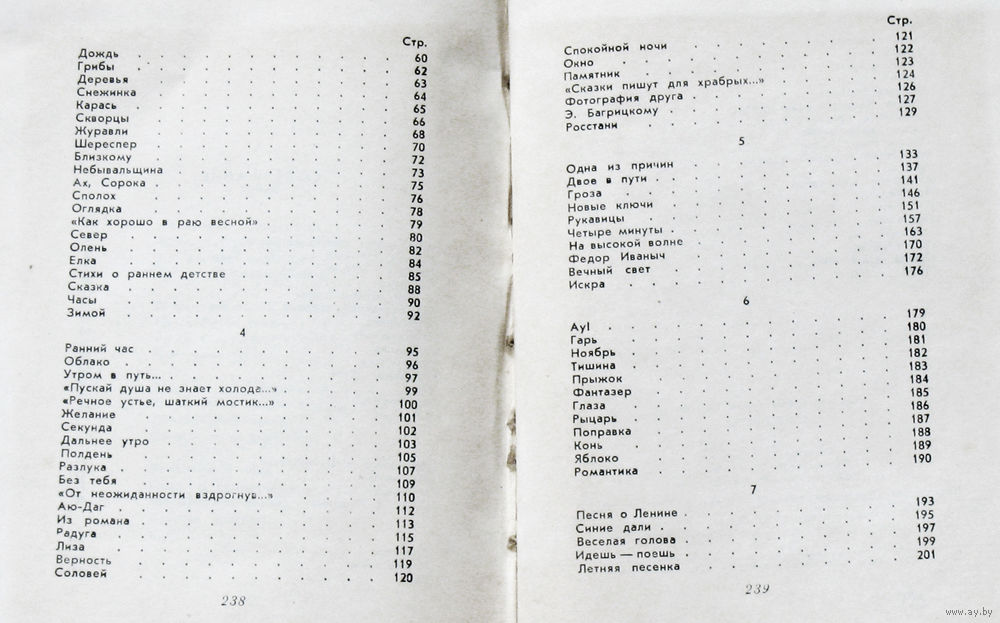 Стр.
Дождь . . . . . . . . . . . . 60
Грибы . . . . . . . . . . . . 62
Деревья . . . . . . . . . . . . 63
Снежинка . . . . . . . . . . . . 64
Карась . . . . . . . . . . . . 65
Скворцы . . . . . . . . . . . . 66
Журавли . . . . . . . . . . . . 68
Шереспер . . . . . . . . . . . . 70
Близкому . . . . . . . . . . . . 72
Небывальщина . . . . . . . . . . . . 73
Ах, Сорока . . . . . . . . . . . . 75
Сполох . . . . . . . . . . . . 76
Оглядка . . . . . . . . . . . . 78
«Как хорошо в раю весной» . . . . . . . 79
Север . . . . . . . . . . . . 80
Олень . . . . . . . . . . . . 82
Елка . . . . . . . . . . . . 84
Стихи о раннем детстве . . . . . . . . 85
Сказка . . . . . . . . . . . . 88
Часы . . . . . . . . . . . . 90
Зимой . . . . . . . . . . . . 92
4
Ранний час . . . . . . . . . . . 95
Облако . . . . . . . . . . . . 96
Утром в путь... . . . . . . . . . . 97
«Пускай душа не знает холода...» . . . . . 99
«Речное устье, шаткий мостик...» . . . . . 100
Желание . . . . . . . . . . . . 101
Секунда . . . . . . . . . . . . 102
Дальнее утро . . . . . . . . . . . 103
Полдень . . . . . . . . . . . . 105
Разлука . . . . . . . . . . . . 107
Без тебя . . . . . . . . . . . . 109
«От неожиданности вздрогнув...» . . . . . 110
Аю-Даг . . . . . . . . . . . . 112
Из романа . . . . . . . . . . . . 113
Радуга . . . . . . . . . . . . 115
Лиза . . . . . . . . . . . . 117
Верность . . . . . . . . . . . . 119
Соловей . . . . . . . . . . . . 120
238
Стр.
Спокойной ночи . . . . . . . . . . 121
Окно . . . . . . . . . . . . 122
Памятник . . . . . . . . . . . . 123
«Сказки пишут для храбрых...» . . . . . . 124
Фотография друга . . . . . . . . . . 126
Э. Багрицкому . . . . . . . . . . . 127
Росстани . . . . . . . . . . . . 129
5
Одна из причин . . . . . . . . . . 133
Двое в пути . . . . . . . . . . . 137
Гроза . . . . . . . . . . . . 141
Новые ключи . . . . . . . . . . . 146
Рукавицы . . . . . . . . . . . . 151
Четыре минуты . . . . . . . . . . . 157
На высокой волне . . . . . . . . . . 163
Федор Иваныч . . . . . . . . . . . 170
Вечный свет . . . . . . . . . . . 172
Искра . . . . . . . . . . . . 176
6
Ау! . . . . . . . . . . . . 179
Гарь . . . . . . . . . . . . 180
Ноябрь . . . . . . . . . . . . 181
Тишина . . . . . . . . . . . . 182
Прыжок . . . . . . . . . . . . 183
Фантазер . . . . . . . . . . . . 184
Глаза . . . . . . . . . . . . 185
Рыцарь . . . . . . . . . . . . 186
Поправка . . . . . . . . . . . . 187
Конь . . . . . . . . . . . . 188
Яблоко . . . . . . . . . . . . 189
Романтика . . . . . . . . . . . . 190
7
Песня о Ленине . . . . . . . . . . 193
Синие дали . . . . . . . . . . . 195
Веселая голова . . . . . . . . . . 197
Идешь — поешь . . . . . . . . . . 199
Летняя песенка . . . . . . . . . . 201
239
www.ay.by